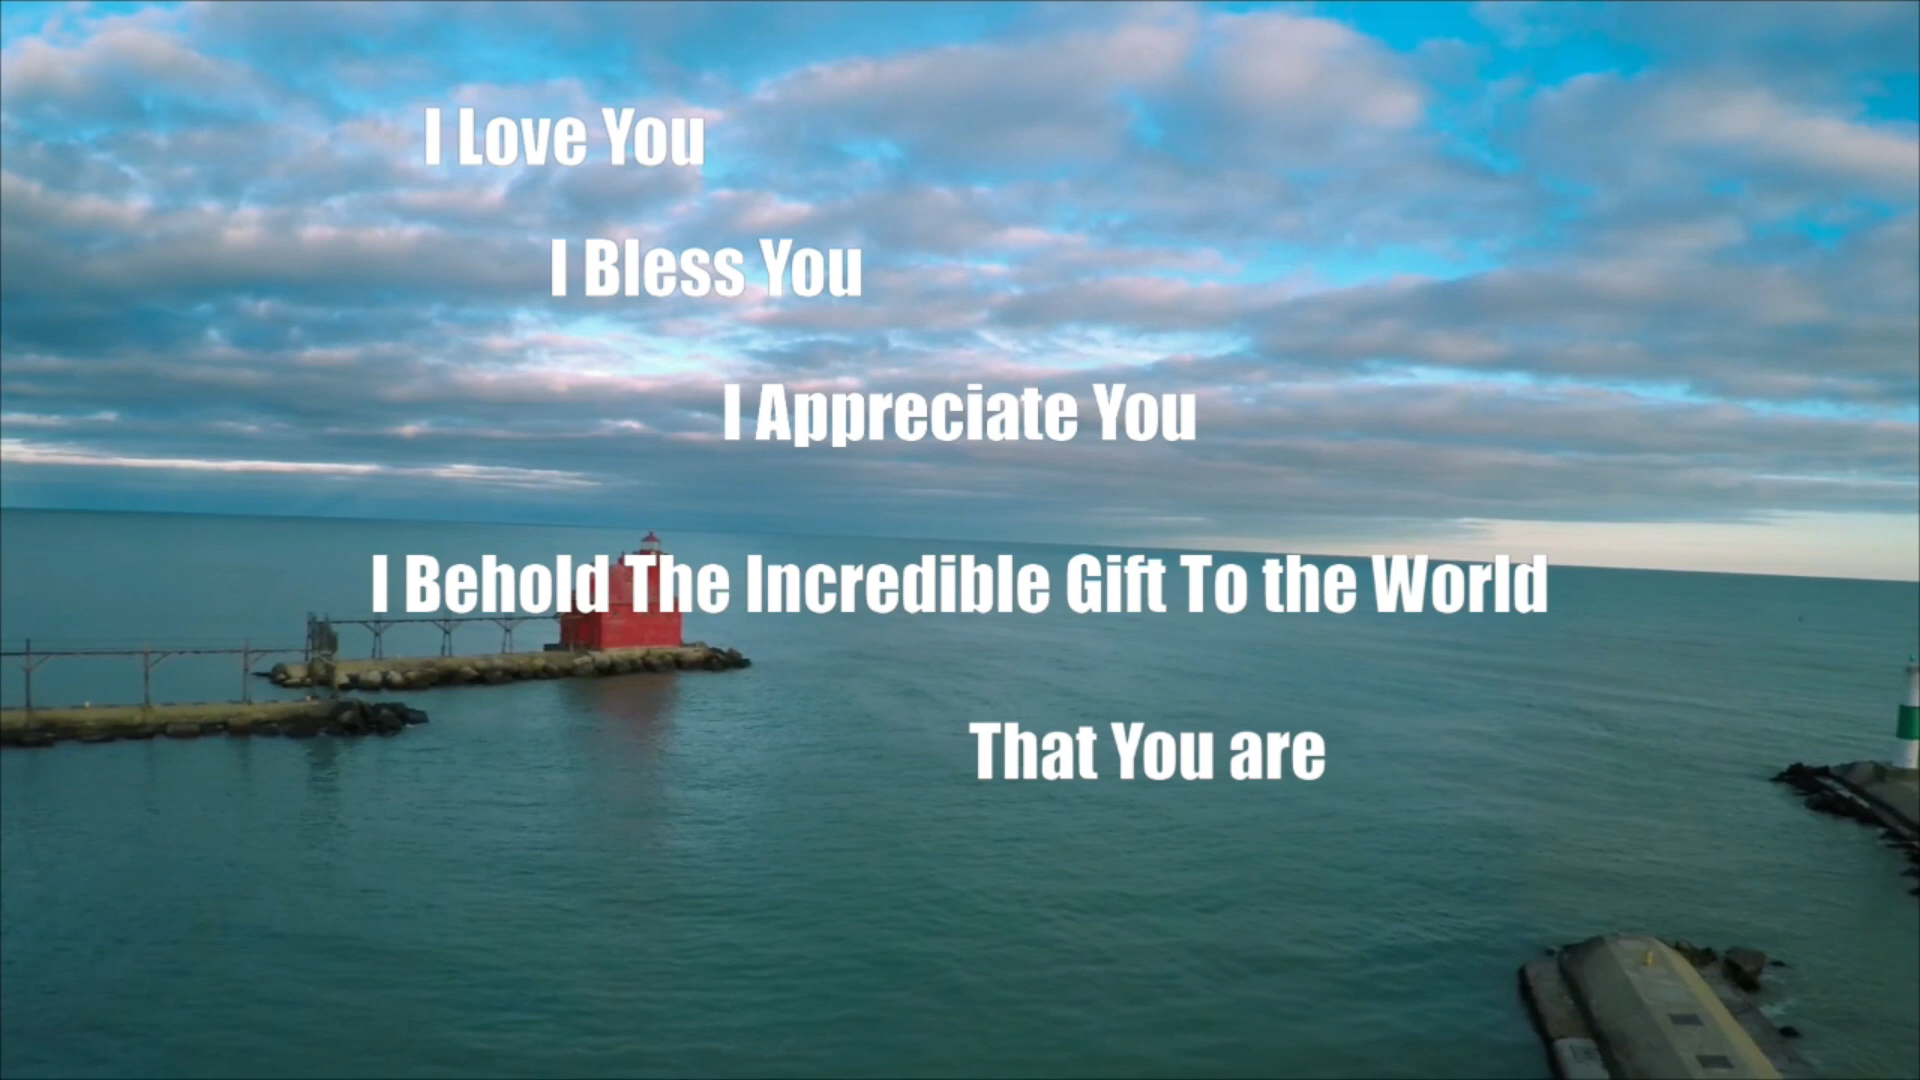 I Love You
I Bless You
I Appreciate You
I Behold The Incredible Gift To the World
That You are